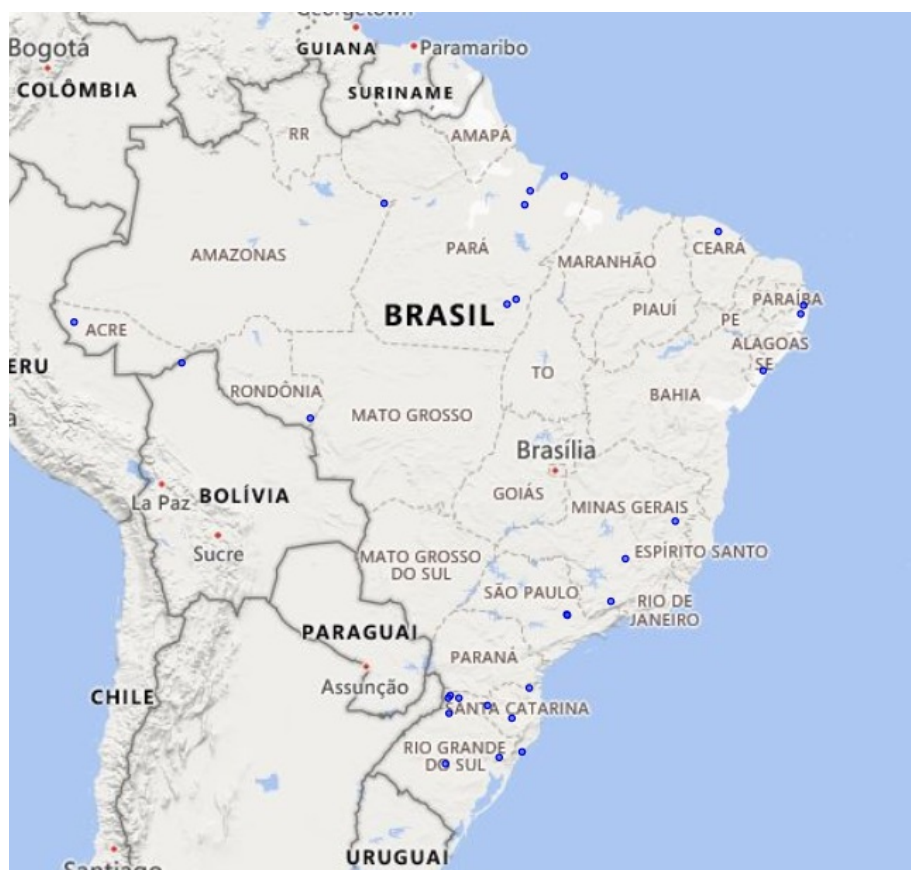 Georgetown
Bogotá
GUIANA
Paramaribo
COLÔMBIA
SURINAME
RR
AMAPÁ
AMAZONAS
PARÁ
MARANHÃO
CEARÁ
BRASIL
PIAUÍ
PARAÍBA
PE
ACRE
ALAGOAS
SE
ERU
RONDÔNIA
TO
BAHIA
MATO GROSSO
a
Brasília
La Paz
BOLÍVIA
GOIÁS
MINAS GERAIS
Sucre
MATO GROSSO
DO SUL
ESPÍRITO SANTO
SÃO PAULO
RIO DE
JANEIRO
PARAGUAI
PARANÁ
Assunção
CHILE
SANTA CATARINA
RIO GRANDE
DO SUL
URUGUAI
Santiago